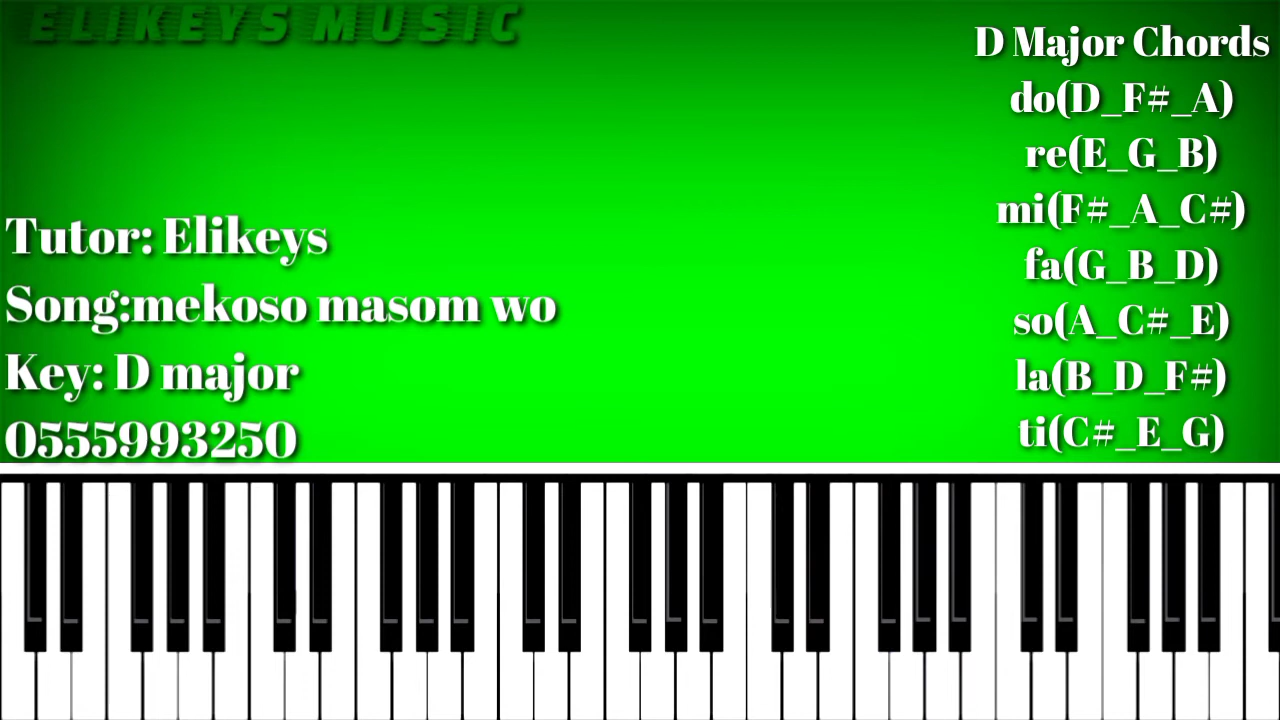 ELIKEYS MUSIC
Tutor: Elikeys
Song:mekoso masom wo
Key: D major
0555993250
D Major Chords
do(D_F#_A)
re(E_G_B)
mi(F#_A_C#)
fa(G_B_D)
so(A_C#_E)
la(B_D_F#)
ti(C#_E_G)